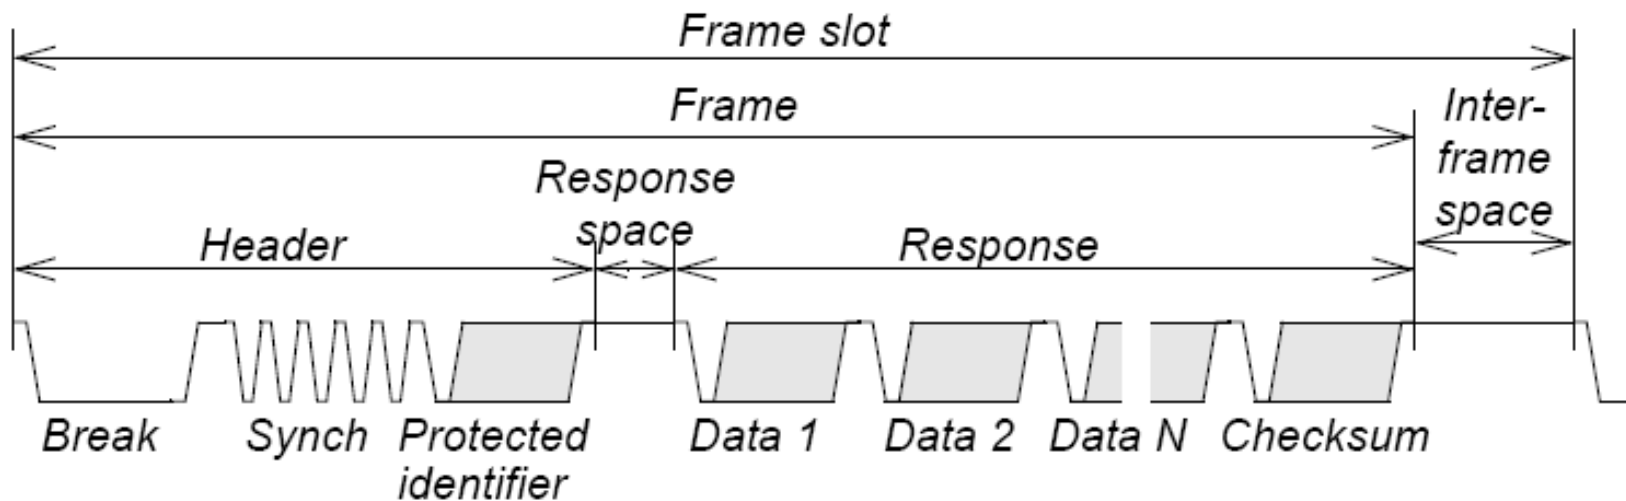 Frame slot
Frame
Inter-
frame
space
Response
space
Header
Response
Break
Synch
Protected
identifier
Data 1
Data 2
Data N
Checksum